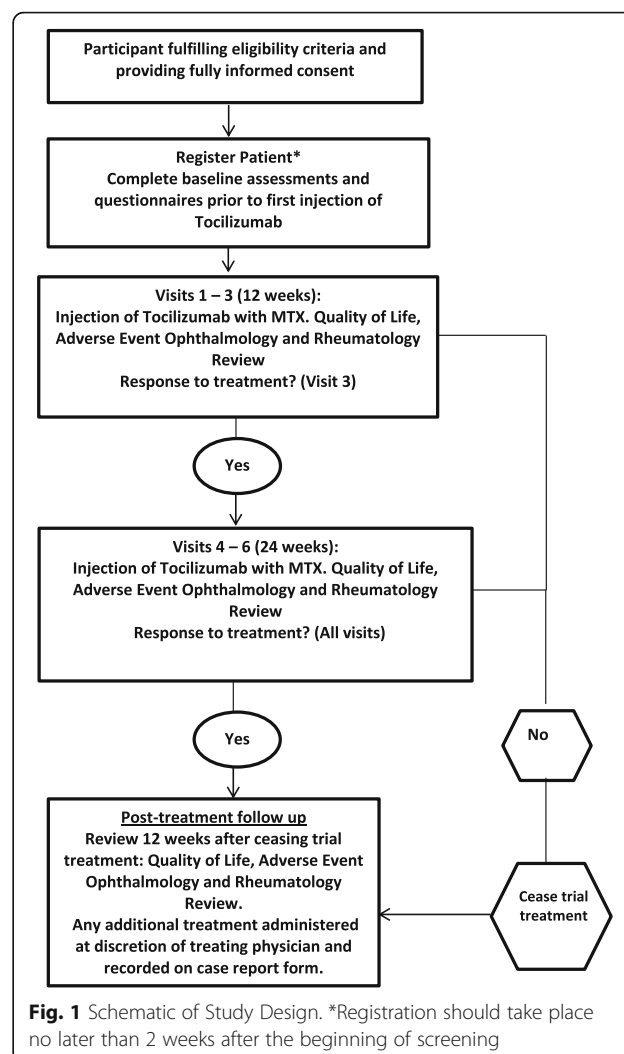 Participant fulfilling eligibility criteria and
providing fully informed consent
Register Patient*
Complete baseline assessments and
questionnaires prior to first injection of
Tocilizumab
Visits 1 – 3 (12 weeks):
Injection of Tocilizumab with MTX. Quality of Life,
Adverse Event Ophthalmology and Rheumatology
Review
Response to treatment? (Visit 3)
Yes
Visits 4 – 6 (24 weeks):
Injection of Tocilizumab with MTX. Quality of Life,
Adverse Event Ophthalmology and Rheumatology
Review
Response to treatment? (All visits)
Yes
No
Post-treatment follow up
Review 12 weeks after ceasing trial
treatment: Quality of Life, Adverse Event
Ophthalmology and Rheumatology
Review.
Any additional treatment administered
at discretion of treating physician and
recorded on case report form.
Cease trial
treatment
Fig. 1 Schematic of Study Design. *Registration should take place
no later than 2 weeks after the beginning of screening